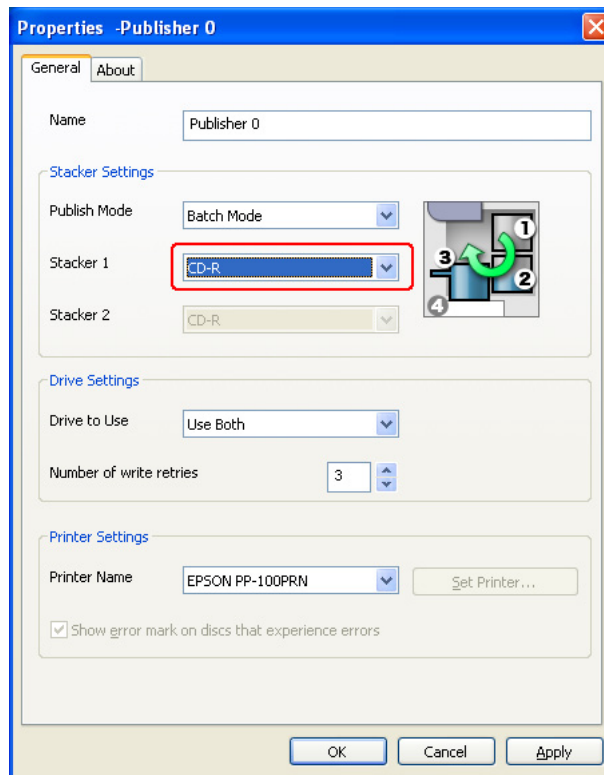 Properties -Publisher 0
General About
Name Publisher 0
Stacker Settings
Publish Mode Batch Mode
1
Stacker 1 CD-R
3
2
4
Stacker 2 CD-R
Drive Settings
Drive to Use Use Both
Number of write retries 3
Printer Settings
Printer Name EPSON PP-100PRN Set Printer...
Show error mark on discs that experience errors
OK Cancel Apply